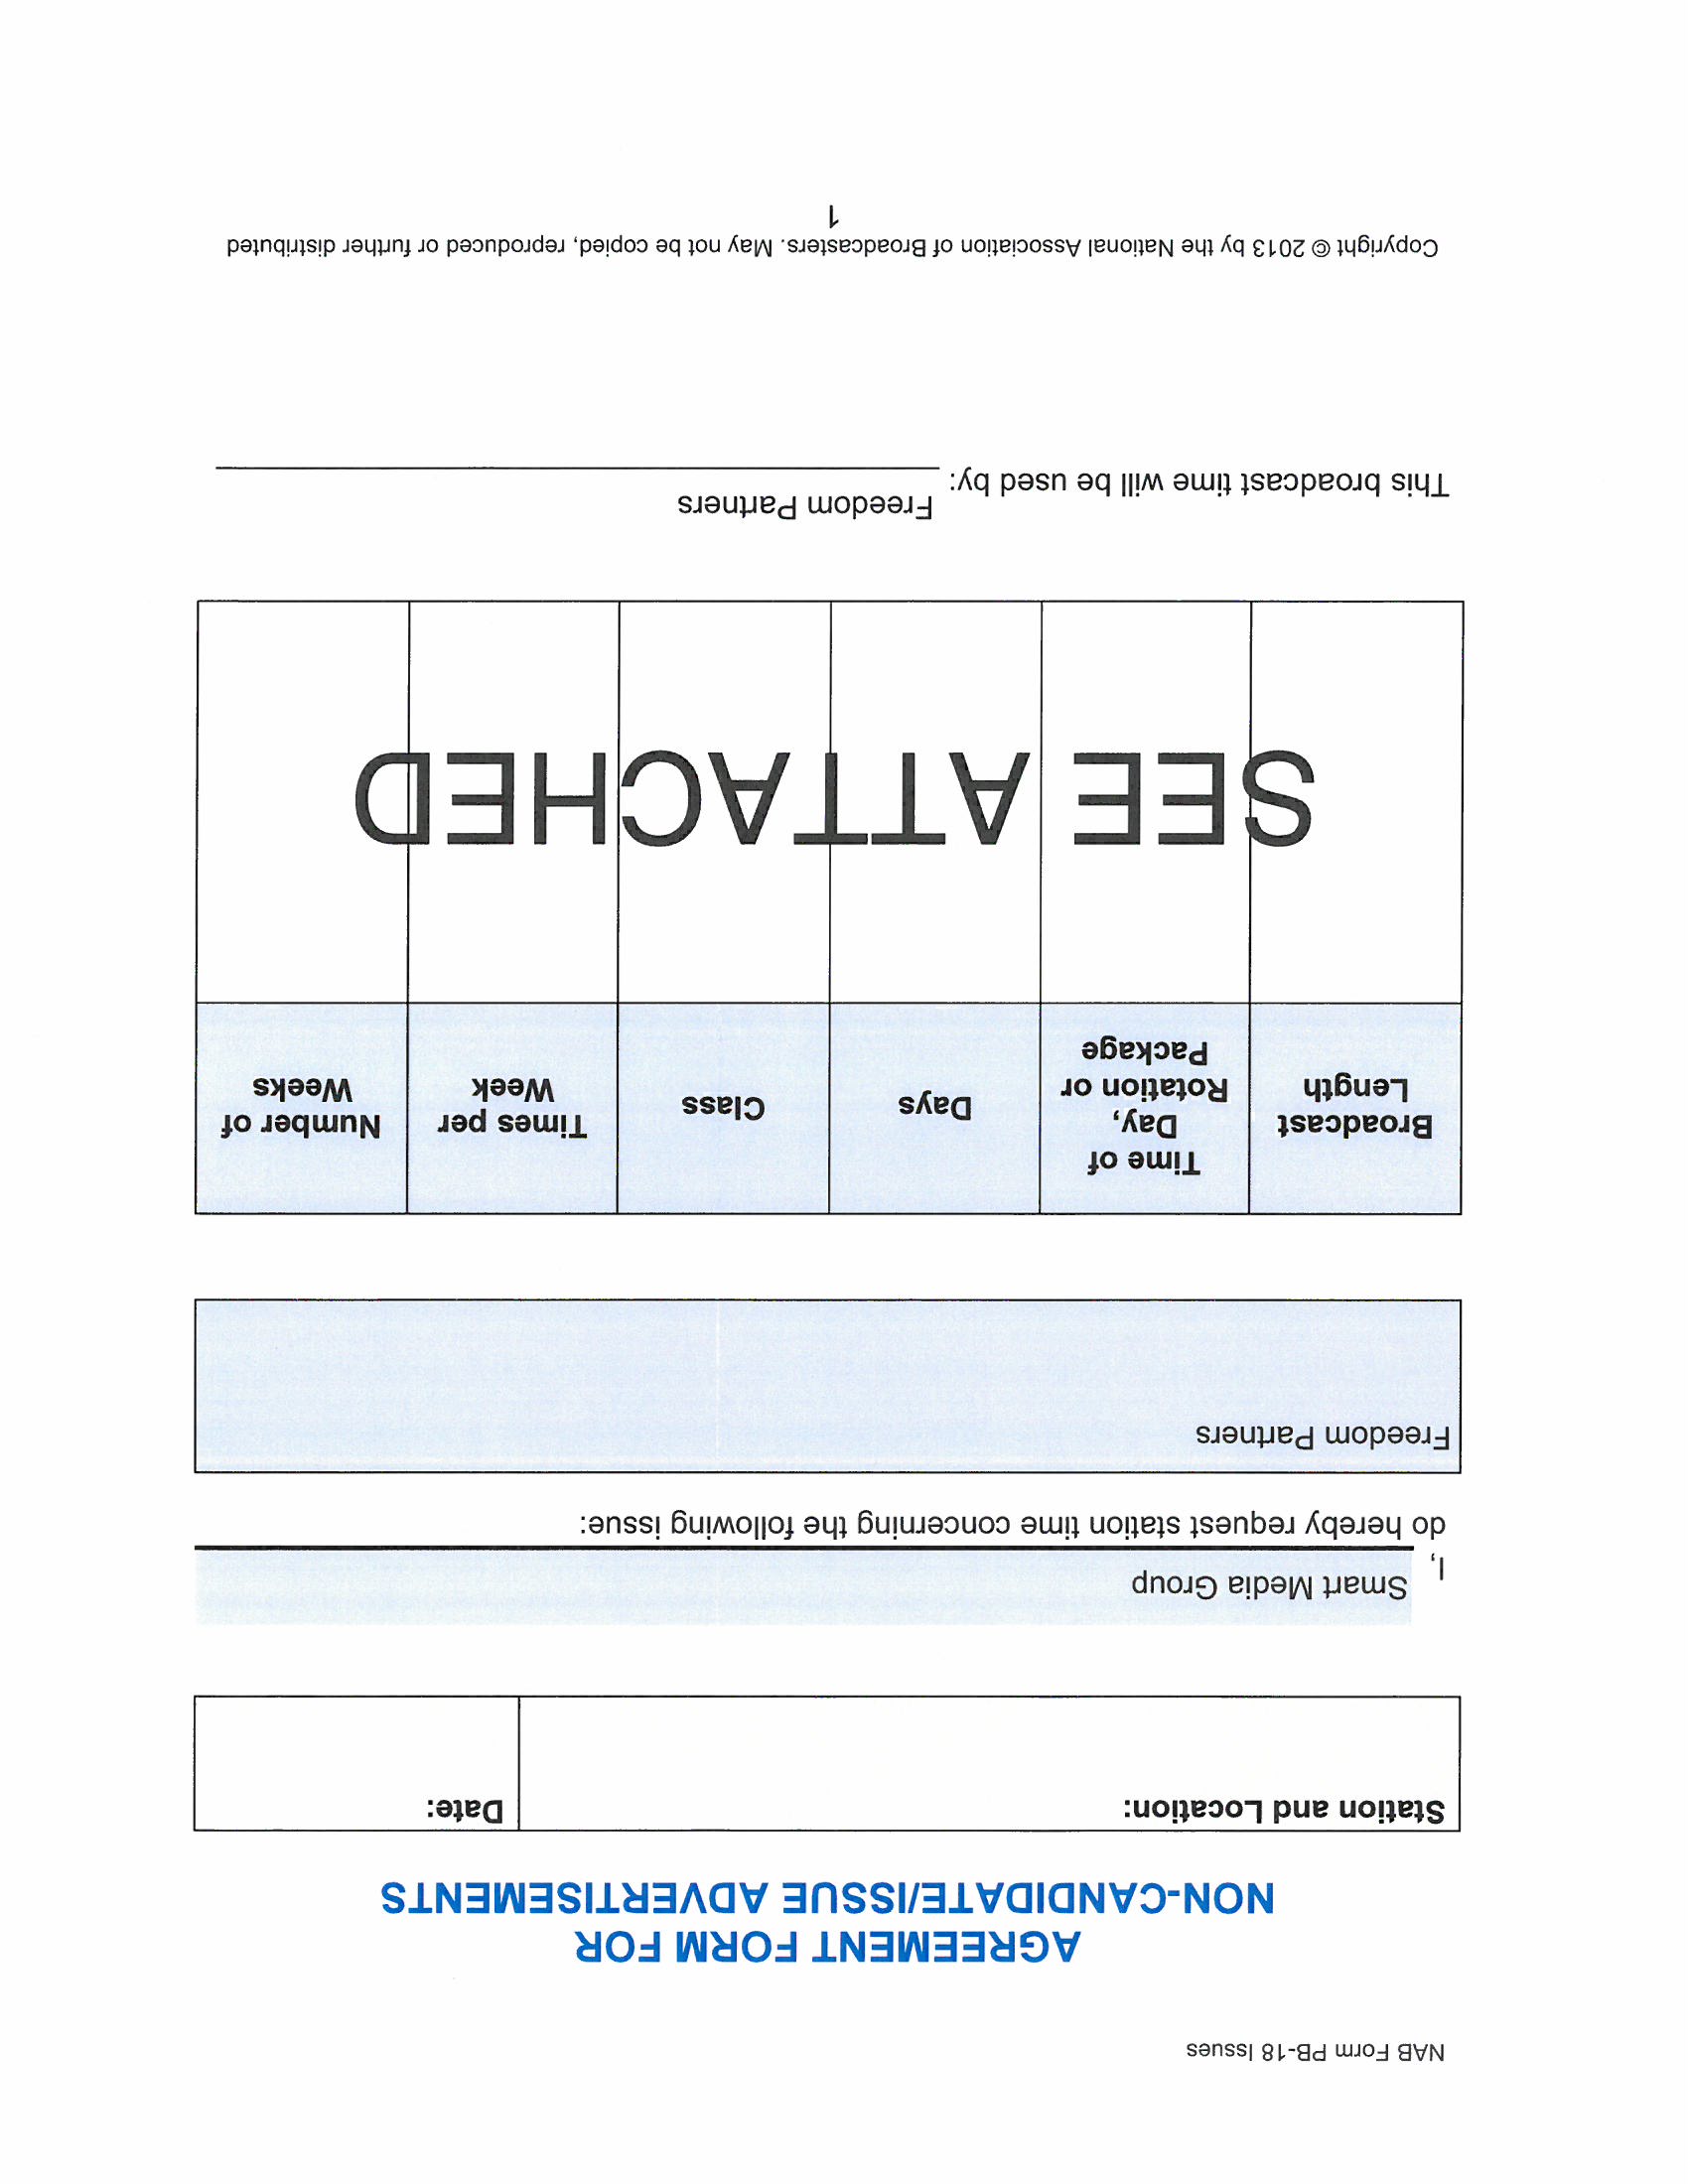 NAB Form PB-18 Issues
AGREEMENT FORM FOR
NON-CANDIDATE/ISSUE ADVERTISEMENTS
Station and Location:
Date:
I,
Smart Media Group
do hereby request station time concerning the following issue:
Freedom Partners
Broadcast
Length
Time of
Day,
Rotation or
Package
Days
Class
Times per
Week
Number of
Weeks
SEE ATTACHED
This broadcast time will be used by:
Freedom Partners
Copyright © 2013 by the National Association of Broadcasters. May not be copied, reproduced or further distributed
1